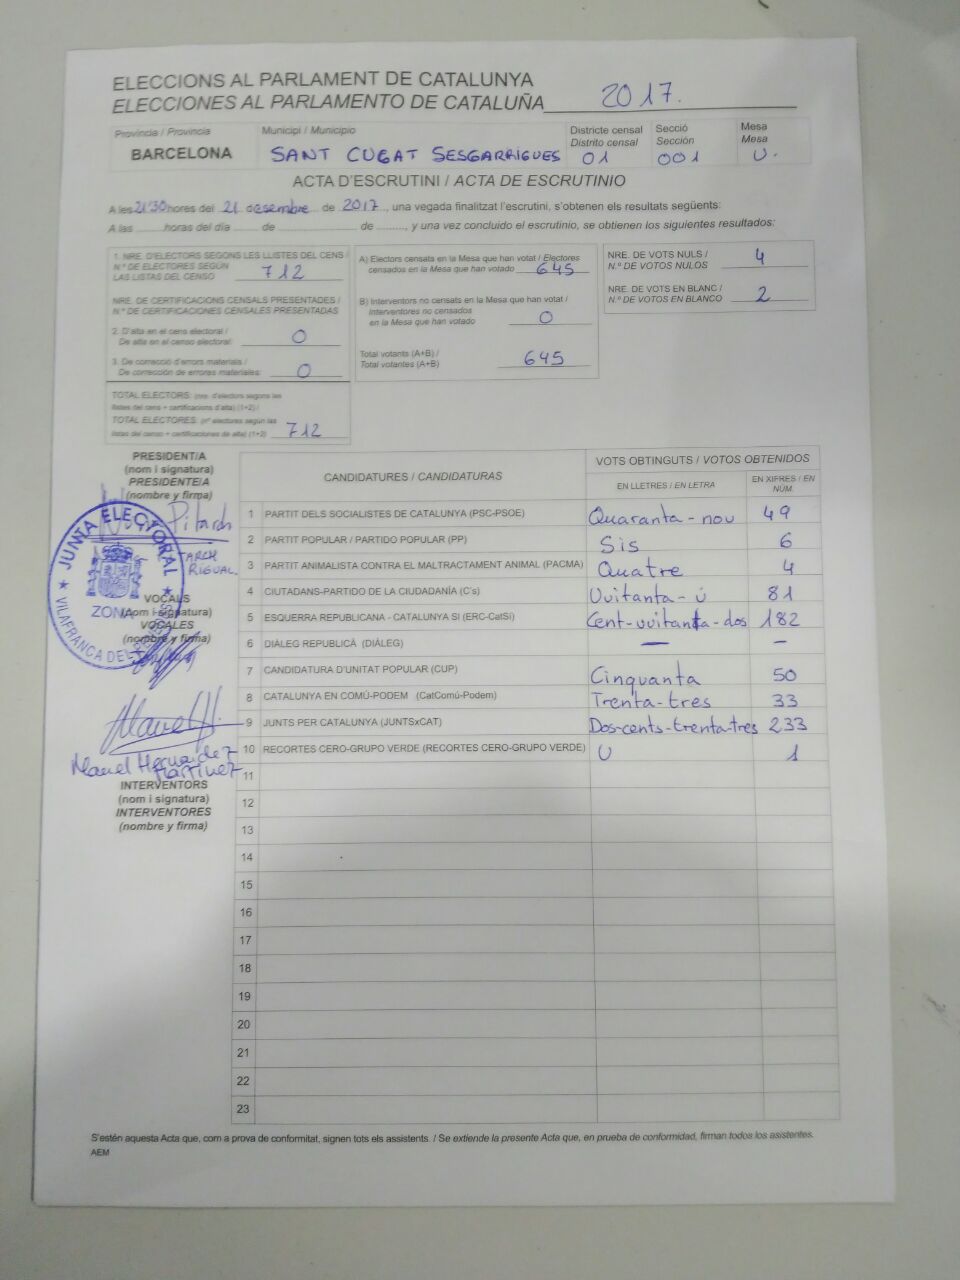 ELECCIONS AL PARLAMENT DE CATALUNYA
ELECCIONES AL PARLAMENTO DE CATALUÑA 2017.
Provincia / Provincia Municipi / Municipio Districte censal Distrito censal Secció Sección Mesa Mesa
BARCELONA SANT CUGAT SESGARRIGUES 01 001 U.
ACTA D'ESCRUTINI / ACTA DE ESCRUTINIO
A les 21'30 hores del 21 desembre de 2017, una vegada finalitzat l'escrutini, s'obtenen els resultats següents:
A las ......... horas del día ....... de ......................... de .........., y una vez concluido el escrutinio, se obtienen los siguientes resultados:
1. NRE. D'ELECTORS SEGONS LES LLISTES DEL CENS /
N.º DE ELECTORES SEGÚN
LAS LISTAS DEL CENSO 712
NRE. DE CERTIFICACIONS CENSALS PRESENTADES /
N.º DE CERTIFICACIONES CENSALES PRESENTADAS
2. D'alta en el cens electoral /
De alta en el censo electoral: 0
3. De correcció d'errors materials /
De corrección de errores materiales: 0
TOTAL ELECTORS: (nre. d'electors segons les
llistes del cens + certificacions d'alta) (1+2) /
TOTAL ELECTORES: (nº electores según las
listas del censo + certificaciones de alta) (1+2) 712
A) Electors censats en la Mesa que han votat / Electores
censados en la Mesa que han votado 645
B) Interventors no censats en la Mesa que han votat /
Interventores no censados
en la Mesa que han votado 0
Total votants (A+B) /
Total votantes (A+B) 645
NRE. DE VOTS NULS /
N.º DE VOTOS NULOS 4
NRE. DE VOTS EN BLANC /
N.º DE VOTOS EN BLANCO 2
PRESIDENT/A
(nom i signatura)
PRESIDENTE/A
(nombre y firma)
Pitarch
JUNTA ELECTORAL
ZONA
VILAFRANCA DEL
VOCALS
(nom i signatura)
VOCALES
(nombre y firma)
Manel H.
Manel Hernandez
Martinez
INTERVENTORS
(nom i signatura)
INTERVENTORES
(nombre y firma)
CANDIDATURES / CANDIDATURAS VOTS OBTINGUTS / VOTOS OBTENIDOS
EN LLETRES / EN LETRA EN XIFRES / EN NÚM.
1 PARTIT DELS SOCIALISTES DE CATALUNYA (PSC-PSOE) Quaranta-nou 49
2 PARTIT POPULAR / PARTIDO POPULAR (PP) Sis 6
3 PARTIT ANIMALISTA CONTRA EL MALTRACTAMENT ANIMAL (PACMA) Quatre 4
4 CIUTADANS-PARTIDO DE LA CIUDADANÍA (C's) Vuitanta-ú 81
5 ESQUERRA REPUBLICANA - CATALUNYA SI (ERC-CatSí) Cent-vuitanta-dos 182
6 DIÀLEG REPUBLICÀ (DIÀLEG) — —
7 CANDIDATURA D'UNITAT POPULAR (CUP) Cinquanta 50
8 CATALUNYA EN COMÚ-PODEM (CatComú-Podem) Trenta-tres 33
9 JUNTS PER CATALUNYA (JUNTSxCAT) Dos-cents-trenta-tres 233
10 RECORTES CERO-GRUPO VERDE (RECORTES CERO-GRUPO VERDE) U 1
11
12
13
14
15
16
17
18
19
20
21
22
23
S'estén aquesta Acta que, com a prova de conformitat, signen tots els assistents. / Se extiende la presente Acta que, en prueba de conformidad, firman todos los asistentes.
AEM